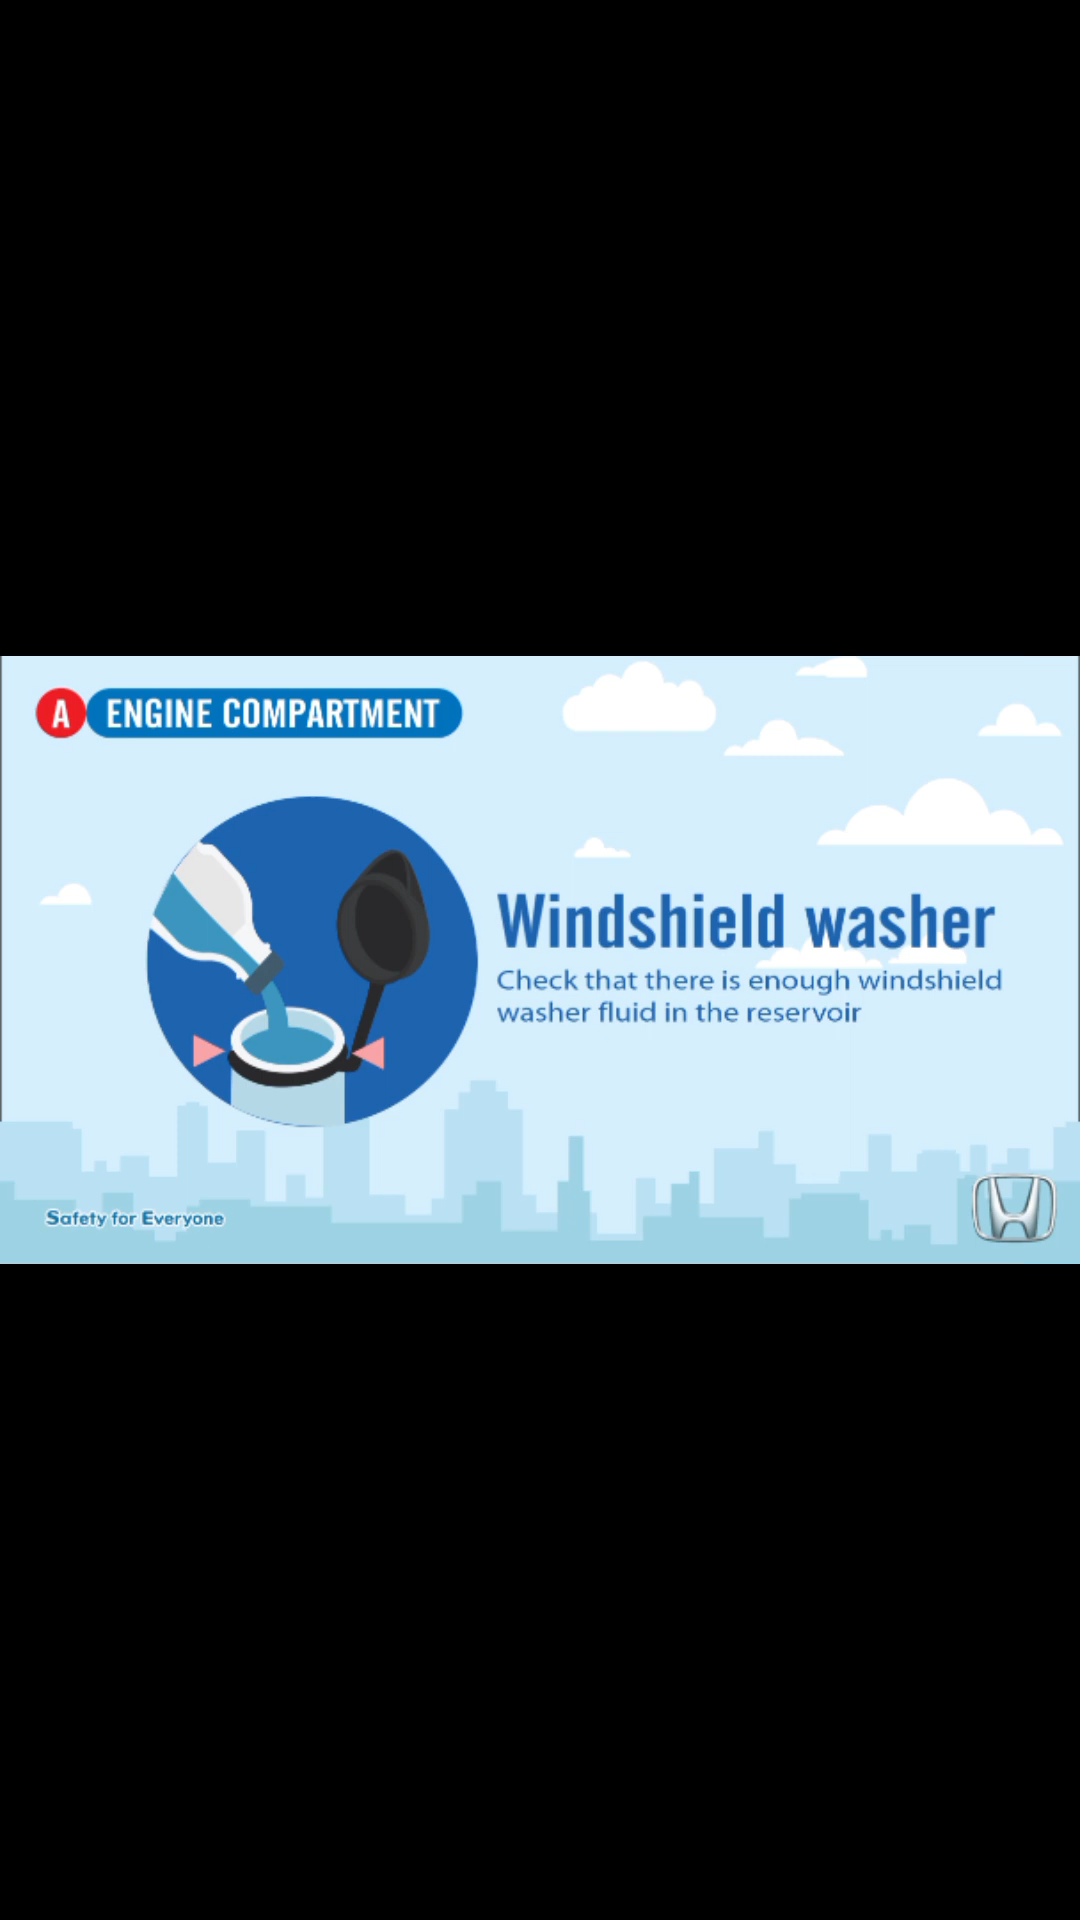 A ENGINE COMPARTMENT
Windshield washer
Check that there is enough windshield
washer fluid in the reservoir
Safety for Everyone